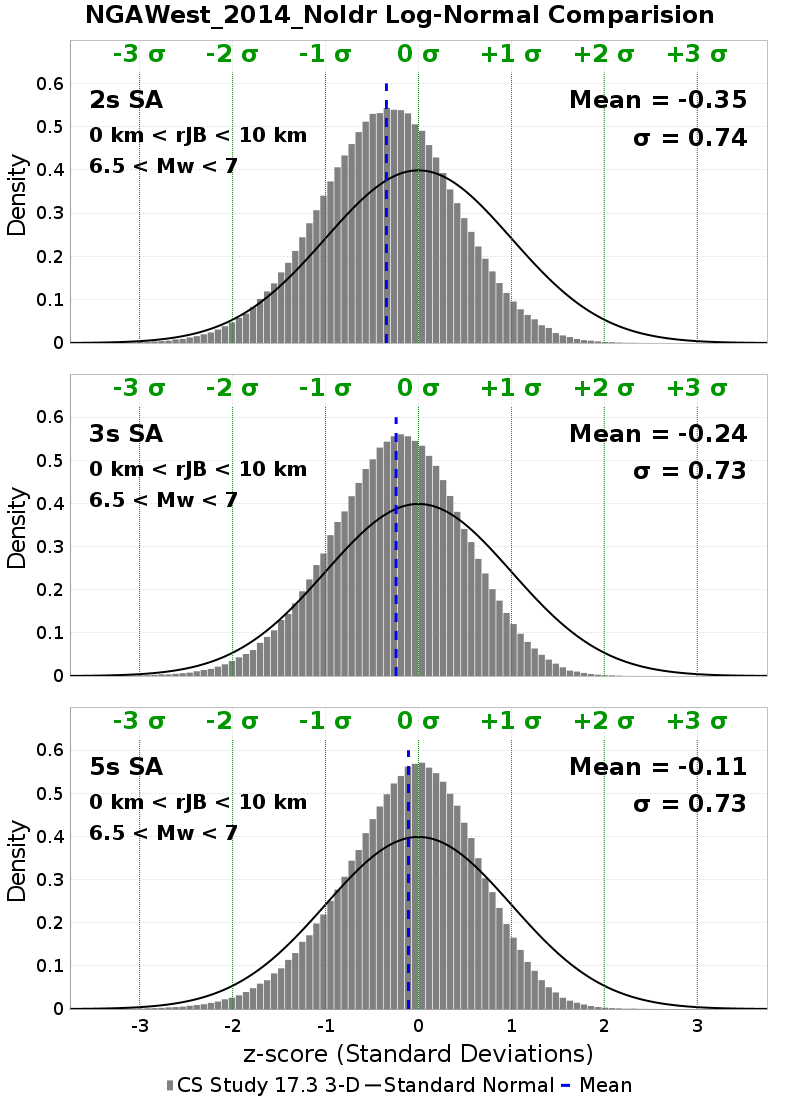 NGAWest_2014_NoIdr Log-Normal Comparision
-3 σ -2 σ -1 σ 0 σ +1 σ +2 σ +3 σ
2s SA
Mean = -0.35
0 km < rJB < 10 km
σ = 0.74
6.5 < Mw < 7
0.6
0.5
0.4
0.3
0.2
0.1
0
Density
-3 σ -2 σ -1 σ 0 σ +1 σ +2 σ +3 σ
3s SA
Mean = -0.24
0 km < rJB < 10 km
σ = 0.73
6.5 < Mw < 7
0.6
0.5
0.4
0.3
0.2
0.1
0
Density
-3 σ -2 σ -1 σ 0 σ +1 σ +2 σ +3 σ
5s SA
Mean = -0.11
0 km < rJB < 10 km
σ = 0.73
6.5 < Mw < 7
0.6
0.5
0.4
0.3
0.2
0.1
0
Density
-3 -2 -1 0 1 2 3
z-score (Standard Deviations)
CS Study 17.3 3-D Standard Normal Mean